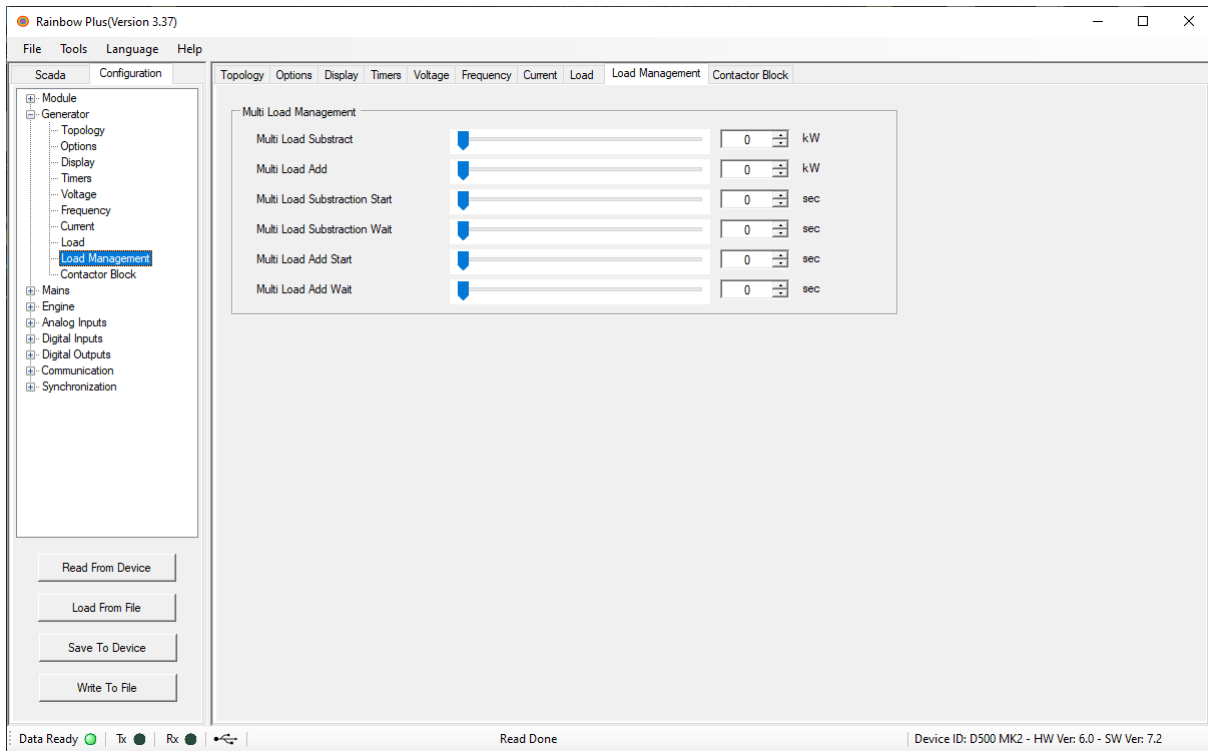 Rainbow Plus(Version 3.37)
File Tools Language Help
Scada Configuration
Module
Generator
Topology
Options
Display
Timers
Voltage
Frequency
Current
Load
Load Management
Contactor Block
Mains
Engine
Analog Inputs
Digital Inputs
Digital Outputs
Communication
Synchronization
Read From Device
Load From File
Save To Device
Write To File
Topology Options Display Timers Voltage Frequency Current Load Load Management Contactor Block
Multi Load Management
Multi Load Substract 0 kW
Multi Load Add 0 kW
Multi Load Substraction Start 0 sec
Multi Load Substraction Wait 0 sec
Multi Load Add Start 0 sec
Multi Load Add Wait 0 sec
Data Ready Tx Rx Read Done Device ID: D500 MK2 - HW Ver: 6.0 - SW Ver: 7.2